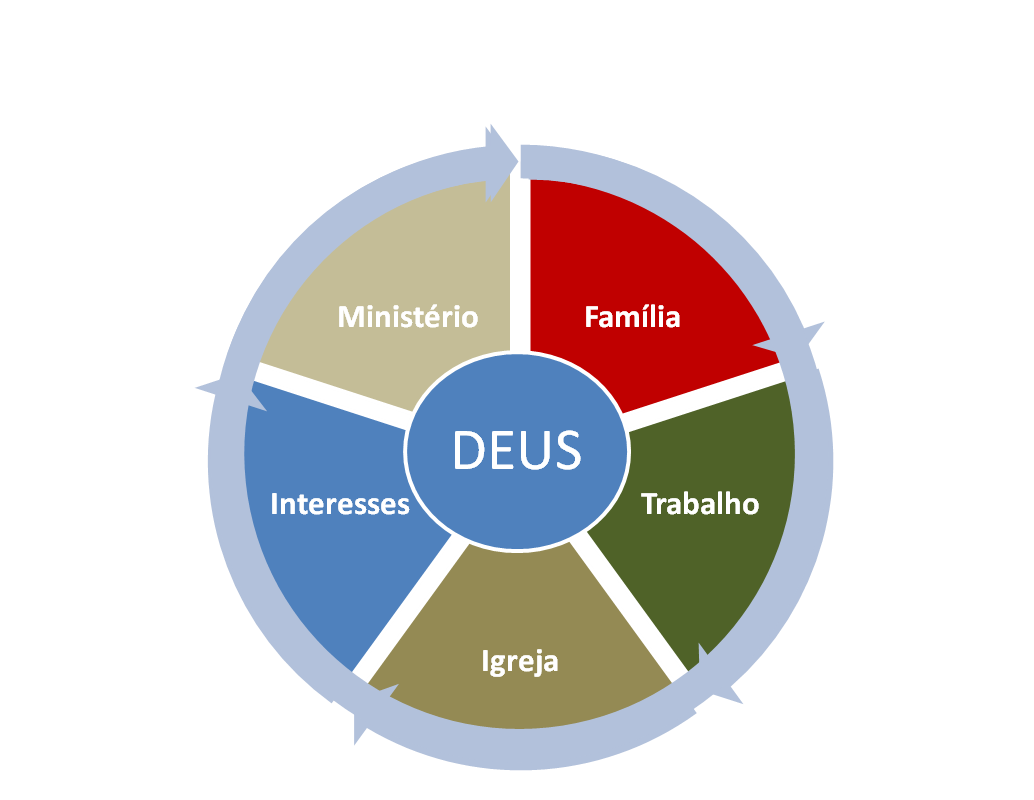 Ministério
Família
DEUS
Interesses
Trabalho
Igreja